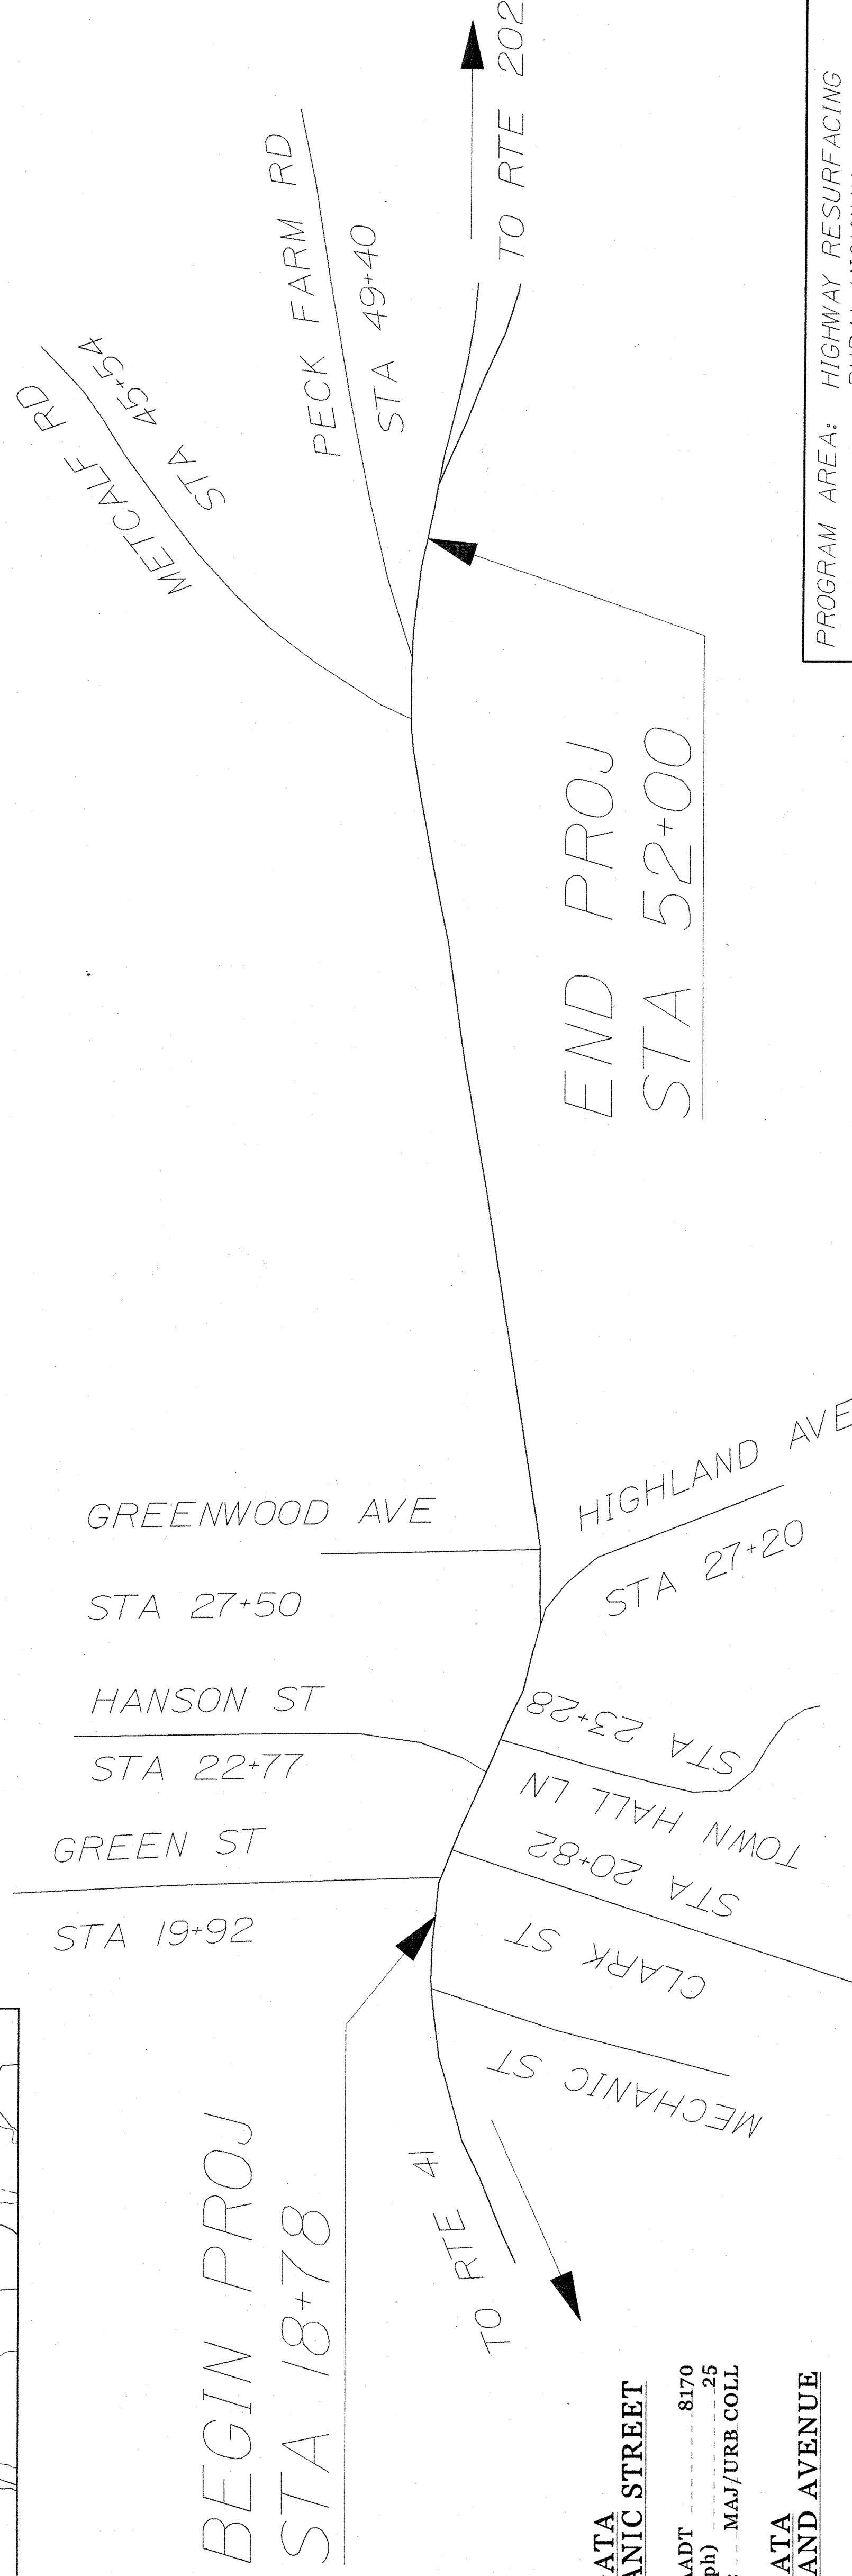 TO RTE 202
PECK FARM RD
STA 49+40
METCALF RD
STA 45+54
PROGRAM AREA: HIGHWAY RESURFACING
END PROJ
STA 52+00
GREENWOOD AVE
STA 27+50
HIGHLAND AVE
STA 27+20
HANSON ST
STA 22+77
STA 23+28
TOWN HALL LN
GREEN ST
STA 19+92
STA 20+82
CLARK ST
MECHANIC ST
BEGIN PROJ
STA 18+78
TO RTE 41
ATA
ANIC STREET
AADT 8170
ph) 25
: MAJ/URB COLL
ATA
AND AVENUE